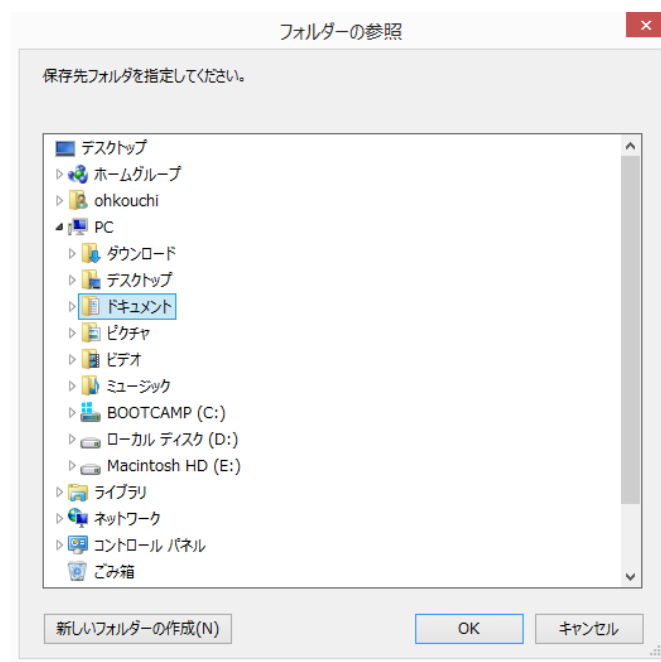 フォルダーの参照
保存先フォルダを指定してください。
デスクトップ
ホームグループ
ohkouchi
PC
ダウンロード
デスクトップ
ドキュメント
ピクチャ
ビデオ
ミュージック
BOOTCAMP (C:)
ローカル ディスク (D:)
Macintosh HD (E:)
ライブラリ
ネットワーク
コントロール パネル
ごみ箱
新しいフォルダーの作成(N) OK キャンセル